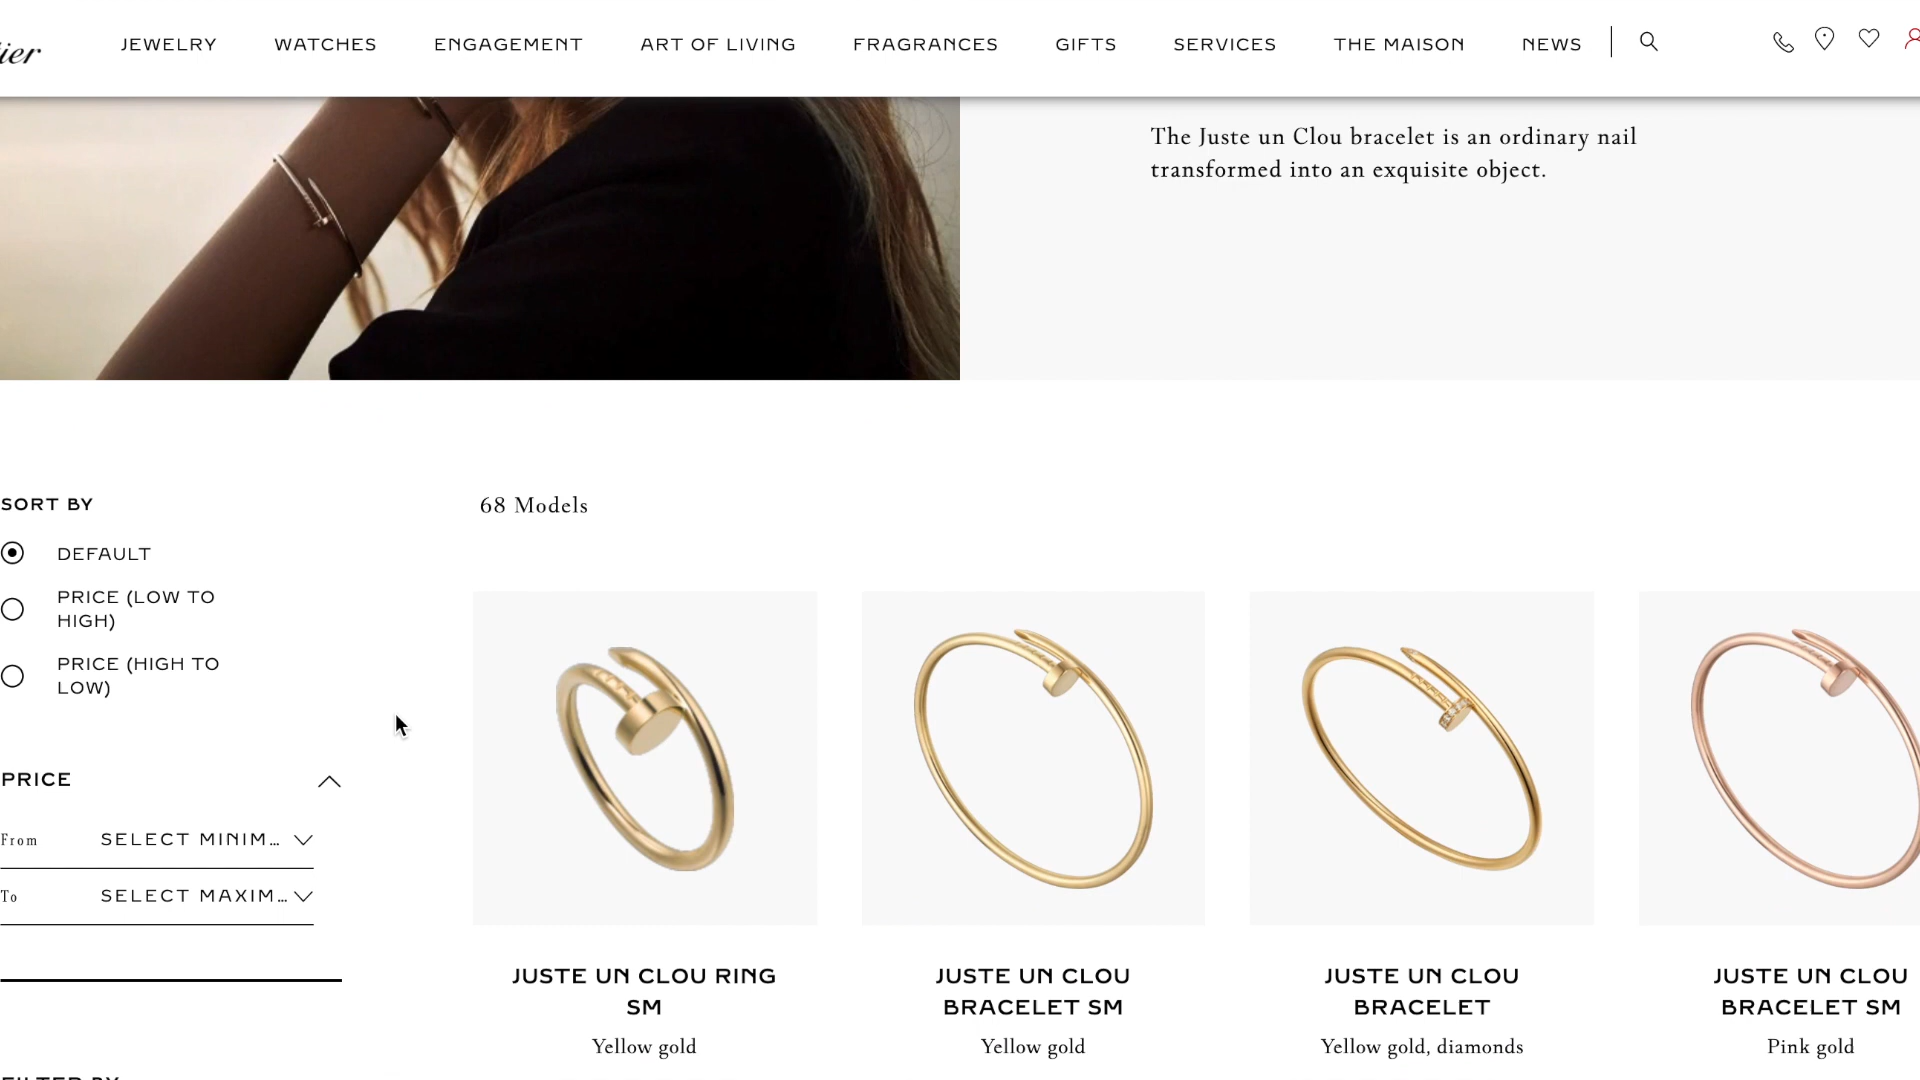 JEWELRY WATCHES ENGAGEMENT ART OF LIVING FRAGRANCES GIFTS SERVICES THE MAISON NEWS
The Juste un Clou bracelet is an ordinary nail
transformed into an exquisite object.
SORT BY
DEFAULT
PRICE (LOW TO
HIGH)
PRICE (HIGH TO
LOW)
PRICE
From SELECT MINIM...
To SELECT MAXIM...
68 Models
JUSTE UN CLOU RING
SM
Yellow gold
JUSTE UN CLOU
BRACELET SM
Yellow gold
JUSTE UN CLOU
BRACELET
Yellow gold, diamonds
JUSTE UN CLOU
BRACELET SM
Pink gold